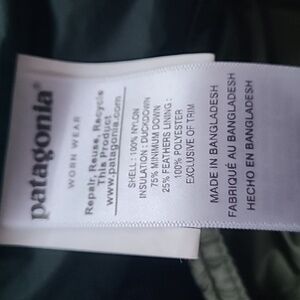 patagonia
WORN WEAR
Repair, Reuse, Recycle
This Product
www.patagonia.com
SHELL : 100% NYLON
INSULATION : DUCKDOWN
75% MINIMUM DOWN
25% FEATHERS LINING :
100% POLYESTER
EXCLUSIVE OF TRIM
MADE IN BANGLADESH
FABRIQUÉ AU BANGLADESH
HECHO EN BANGLADESH